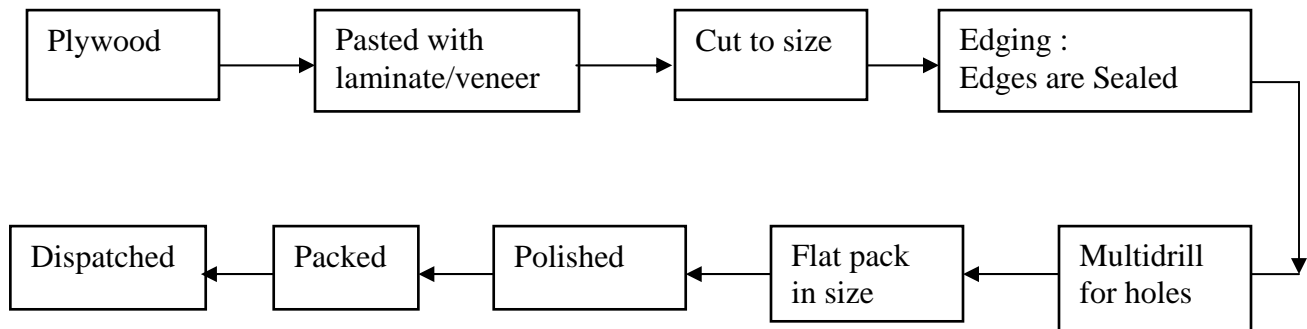 Plywood
Pasted with
laminate/veneer
Cut to size
Edging :
Edges are Sealed
Multidrill
for holes
Flat pack
in size
Polished
Packed
Dispatched